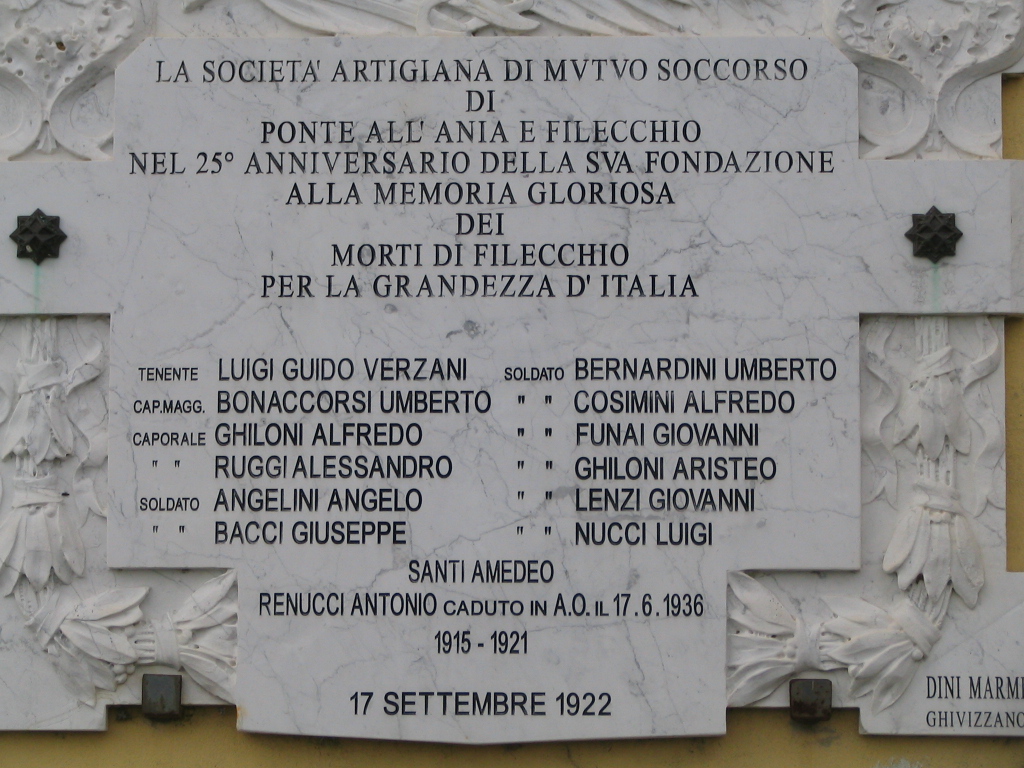 LA SOCIETA' ARTIGIANA DI MVTVO SOCCORSO
DI
PONTE ALL' ANIA E FILECCHIO
NEL 25° ANNIVERSARIO DELLA SVA FONDAZIONE
ALLA MEMORIA GLORIOSA
DEI
MORTI DI FILECCHIO
PER LA GRANDEZZA D' ITALIA
TENENTE LUIGI GUIDO VERZANI
CAP.MAGG. BONACCORSI UMBERTO
CAPORALE GHILONI ALFREDO
" " RUGGI ALESSANDRO
SOLDATO ANGELINI ANGELO
" " BACCI GIUSEPPE
SOLDATO BERNARDINI UMBERTO
" " COSIMINI ALFREDO
" " FUNAI GIOVANNI
" " GHILONI ARISTEO
" " LENZI GIOVANNI
" " NUCCI LUIGI
SANTI AMEDEO
RENUCCI ANTONIO CADUTO IN A.O. IL 17.6.1936
1915 - 1921
17 SETTEMBRE 1922
DINI MARM
GHIVIZZANO